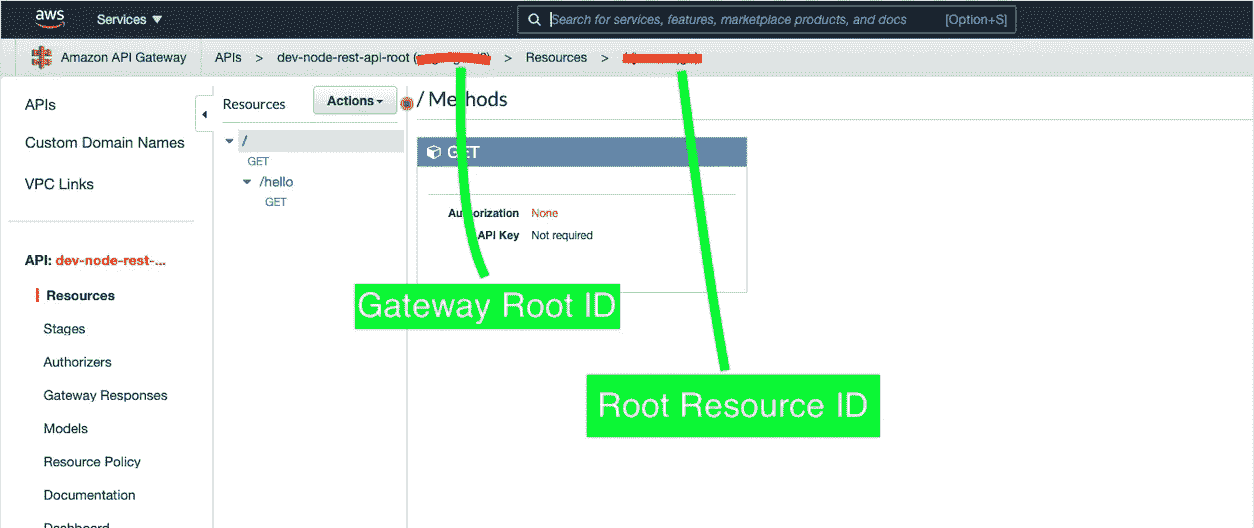 aws Services Search for services, features, marketplace products, and docs [Option+S]
Amazon API Gateway APIs > dev-node-rest-api-root ( > Resources >
APIs
Custom Domain Names
VPC Links
API: dev-node-rest-...
Resources
Stages
Authorizers
Gateway Responses
Models
Resource Policy
Documentation
Dashboard
Resources Actions
/
GET
/hello
GET
/ Methods
GET
Authorization None
API Key Not required
Gateway Root ID
Root Resource ID